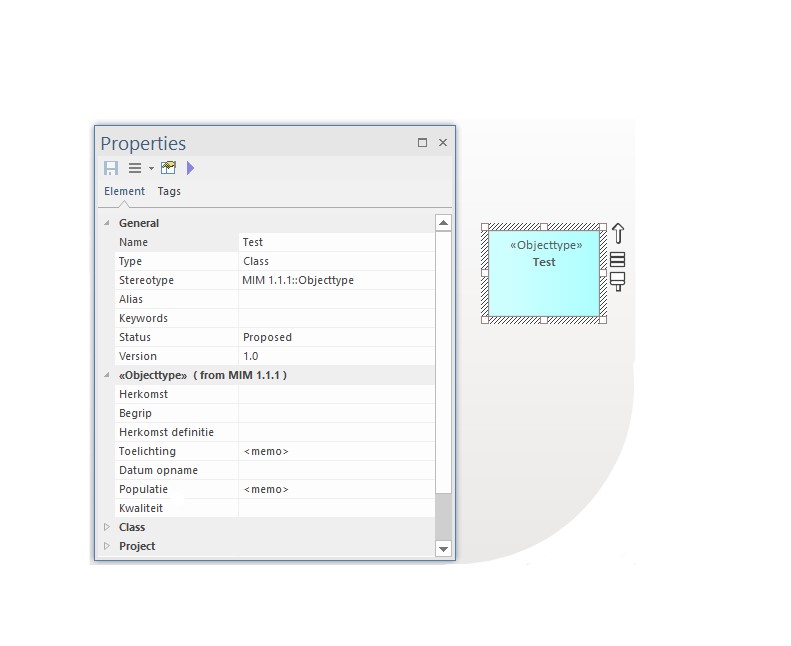 Properties
Element Tags
General
Name Test
Type Class
Stereotype MIM 1.1.1::Objecttype
Alias
Keywords
Status Proposed
Version 1.0
«Objecttype» ( from MIM 1.1.1 )
Herkomst
Begrip
Herkomst definitie
Toelichting <memo>
Datum opname
Populatie <memo>
Kwaliteit
Class
Project
«Objecttype»
Test